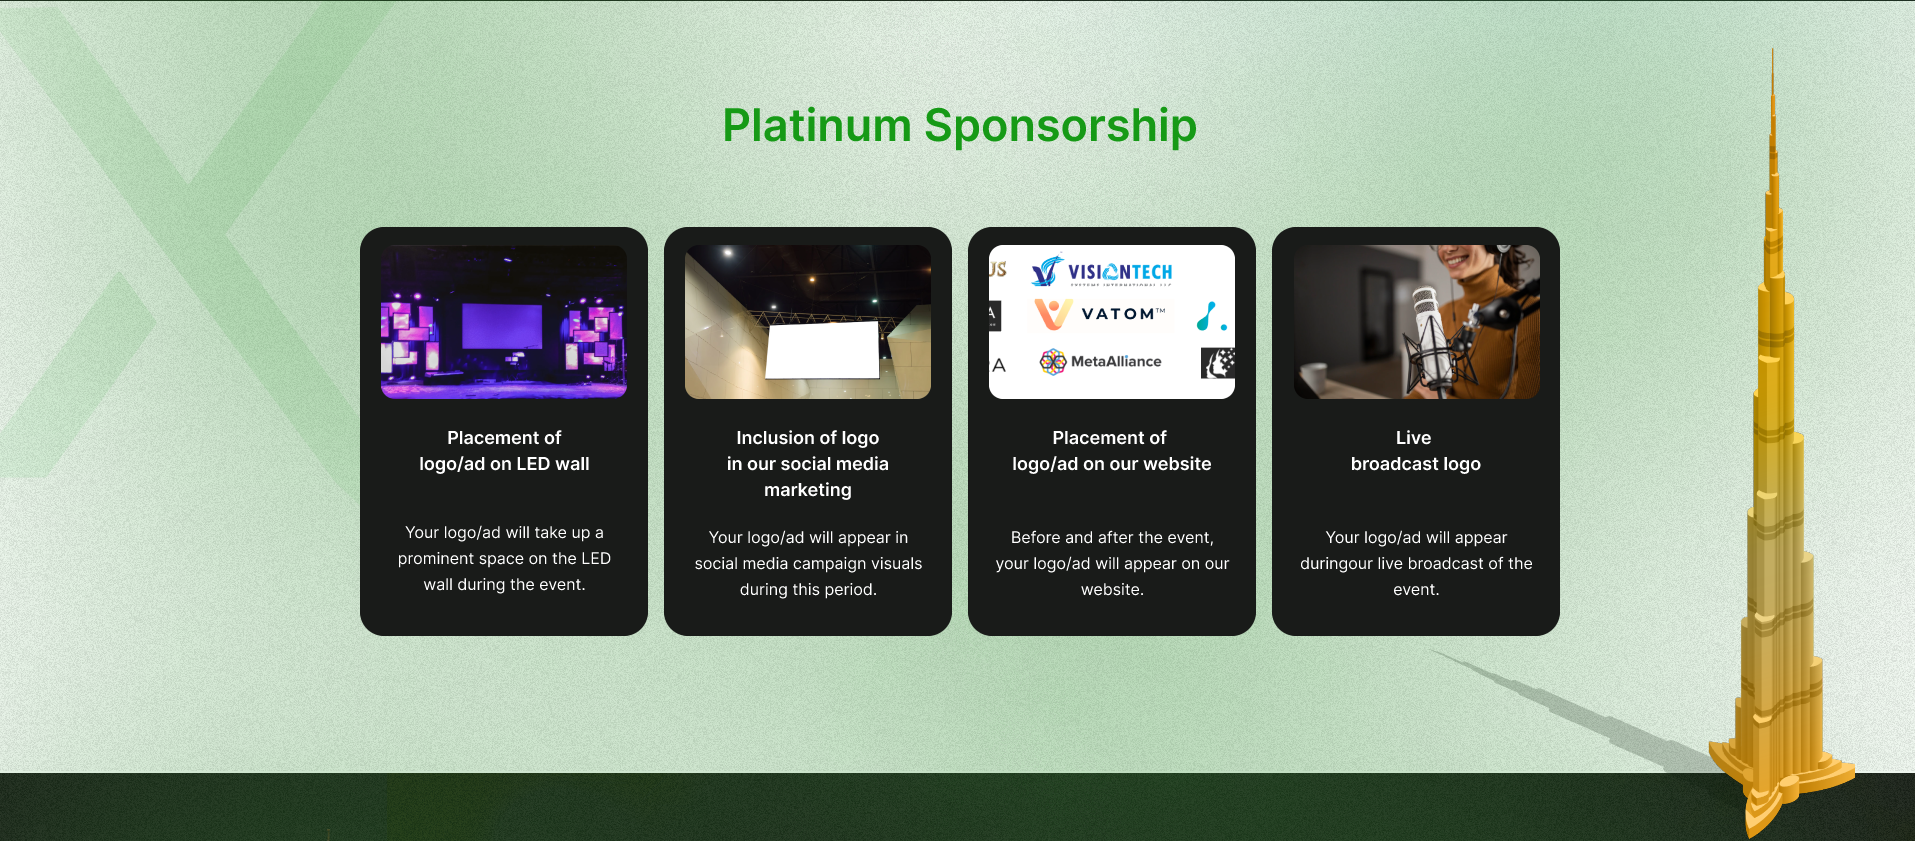 Platinum Sponsorship
US
VISIONTECH
SYSTEMS INTERNATIONAL LLC
A
VATOM™
MetaAlliance
RA
Placement of
logo/ad on LED wall
Your logo/ad will take up a
prominent space on the LED
wall during the event.
Inclusion of logo
in our social media
marketing
Your logo/ad will appear in
social media campaign visuals
during this period.
Placement of
logo/ad on our website
Before and after the event,
your logo/ad will appear on our
website.
Live
broadcast logo
Your logo/ad will appear
duringour live broadcast of the
event.